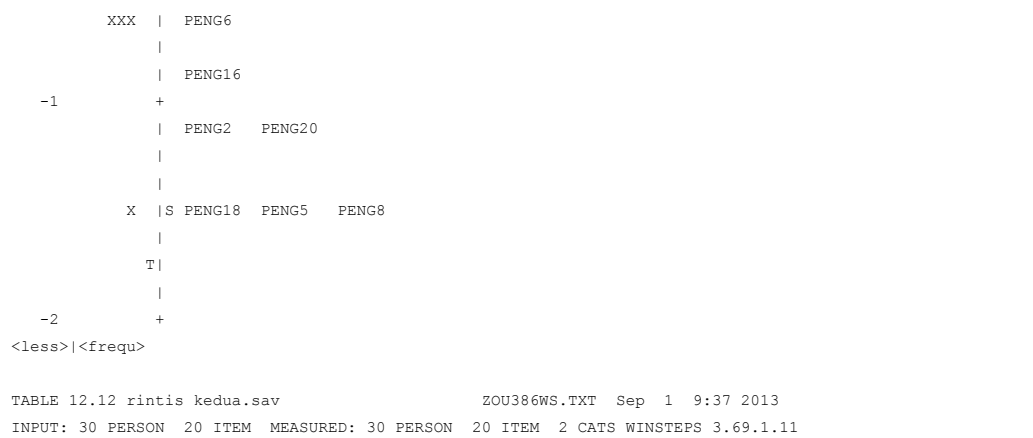 XXX  |  PENG6
               |
               |  PENG16
   -1          +
               |  PENG2   PENG20
               |
               |
            X  |S PENG18  PENG5   PENG8
               |
              T|
               |
   -2          +
<less>|<frequ>

TABLE 12.12 rintis kedua.sav                     ZOU386WS.TXT  Sep  1  9:37 2013
INPUT: 30 PERSON  20 ITEM  MEASURED: 30 PERSON  20 ITEM  2 CATS WINSTEPS 3.69.1.11